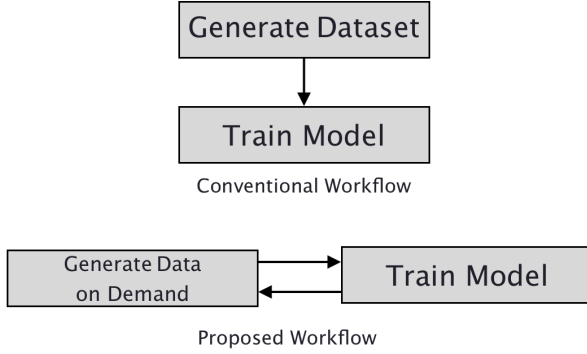 Generate Dataset
Train Model
Conventional Workflow
Generate Data
on Demand
Train Model
Proposed Workflow